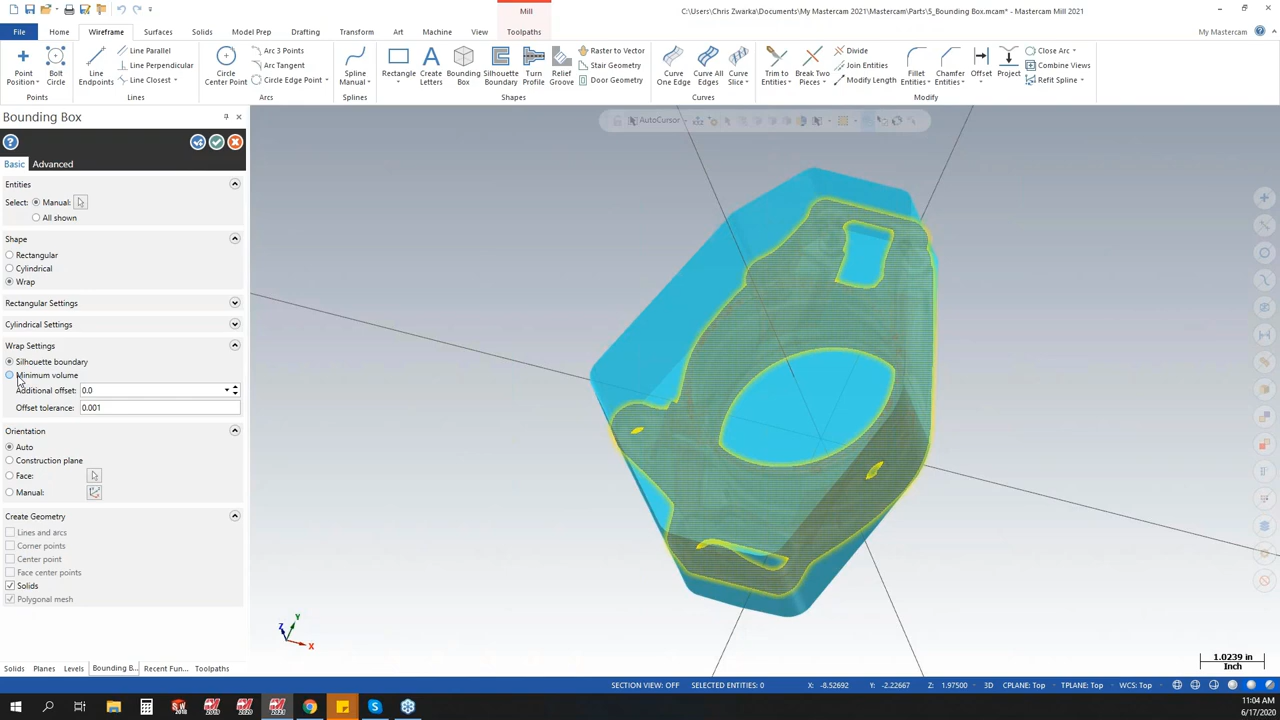 Mill
C:\Users\Chris Zwarka\Documents\My Mastercam 2021\Mastercam\Parts\5_Bounding Box.mcam* - Mastercam Mill 2021
File Home Wireframe Surfaces Solids Model Prep Drafting Transform Art Machine View Toolpaths My Mastercam
Point Position Bolt Circle Points
Line Endpoints Line Parallel Line Perpendicular Line Closest Lines
Circle Center Point Arc 3 Points Arc Tangent Circle Edge Point Arcs
Spline Manual Splines
Rectangle Create Letters Bounding Box Silhouette Boundary Turn Profile Relief Groove Raster to Vector Stair Geometry Door Geometry Shapes
Curve One Edge Curve All Edges Curve Slice Curves
Trim to Entities Break Two Pieces Divide Join Entities Modify Length Fillet Entities Chamfer Entities Offset Project Close Arc Combine Views Refit Spline Modify
Bounding Box
AutoCursor
Basic Advanced
Entities
Select: Manual:
All shown
Shape
Rectangular
Cylindrical
Wrap
Rectangular Settings
Cylindrical Settings
Wrap Settings
Silhouette boundary
Minimum volume
Additional offset: 0.0
Offset tolerance: 0.001
Orientation
Auto
Construction plane
Face:
Manual:
Create Geometry
Lines and arcs
Corner points
Center point
Face center points
Solids
Polygonal mesh
Y
Z
X
1.0239 in
Inch
Solids Planes Levels Bounding B... Recent Fun... Toolpaths
SECTION VIEW: OFF SELECTED ENTITIES: 0 X: -8.52692 Y: -2.22667 Z: 1.97500 3D CPLANE: Top TPLANE: Top WCS: Top
11:04 AM
6/17/2020